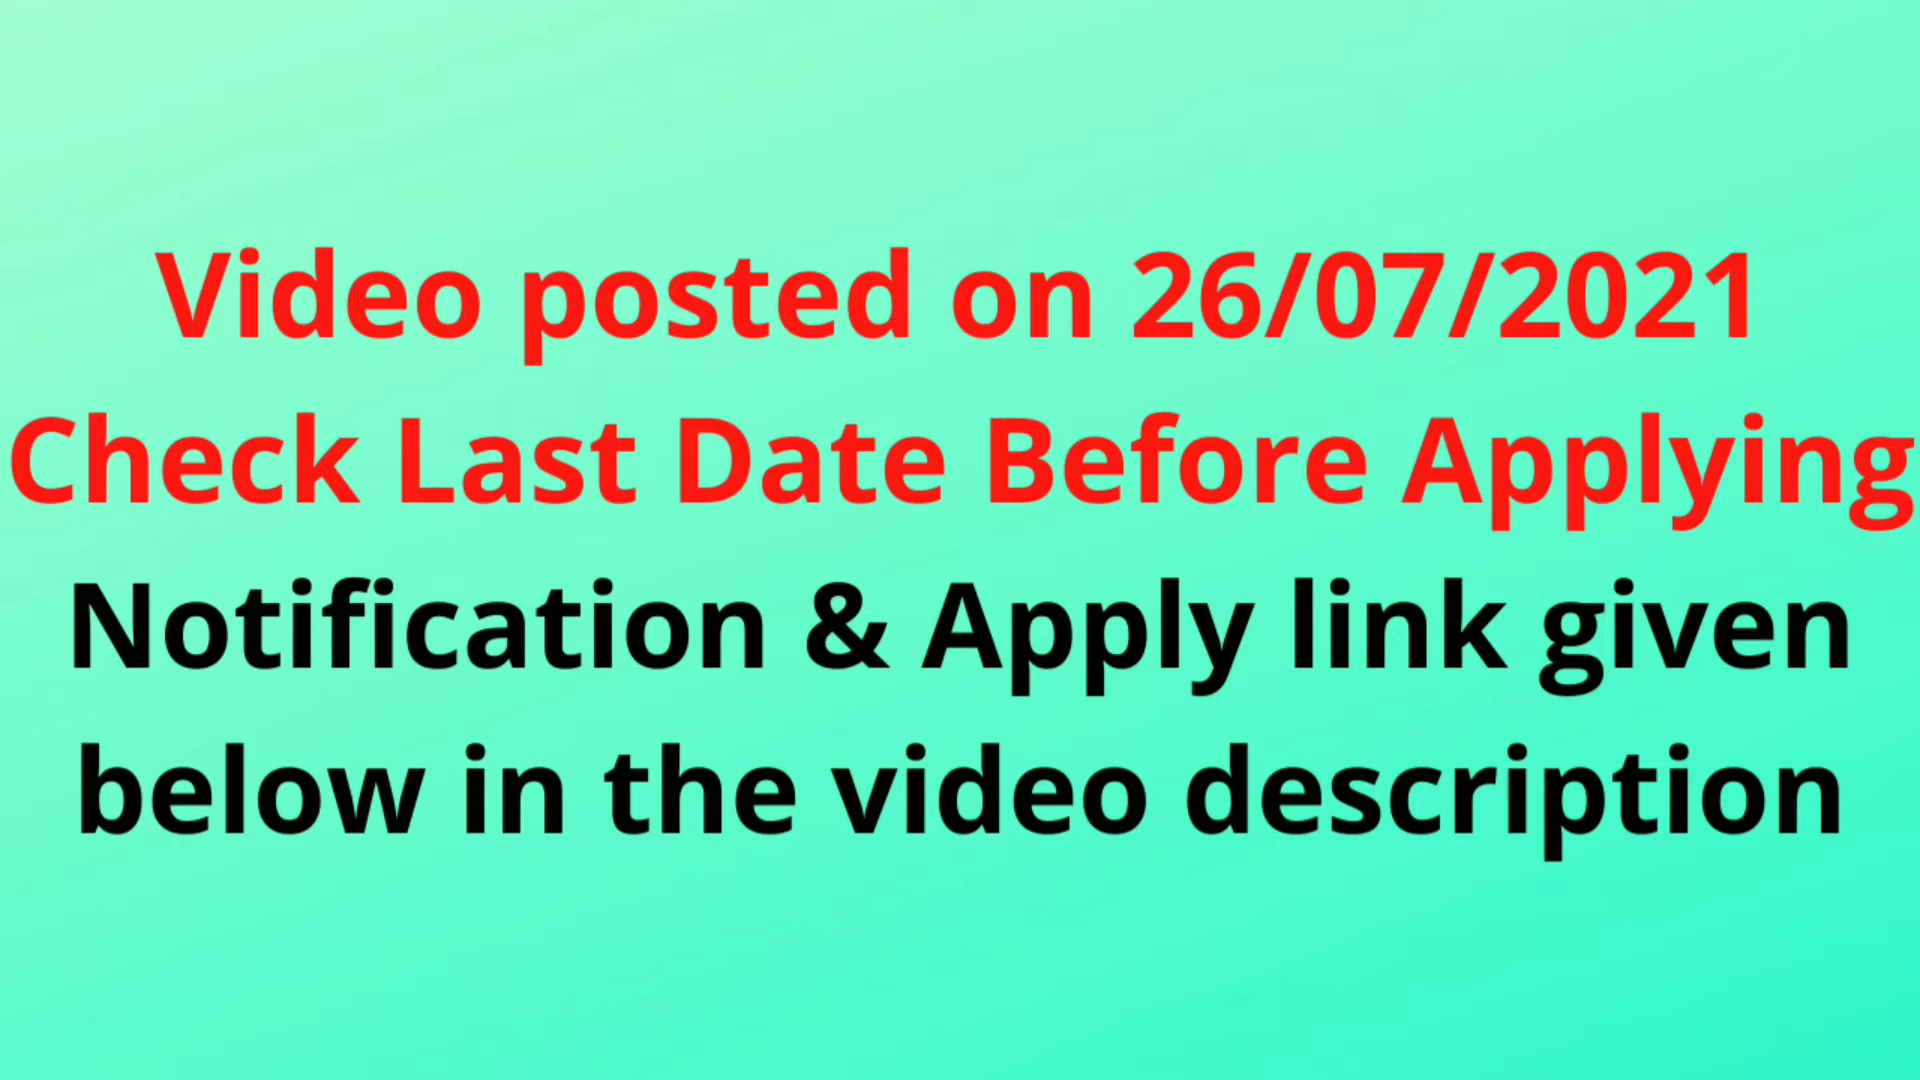 Video posted on 26/07/2021
Check Last Date Before Applying
Notification & Apply link given
below in the video description